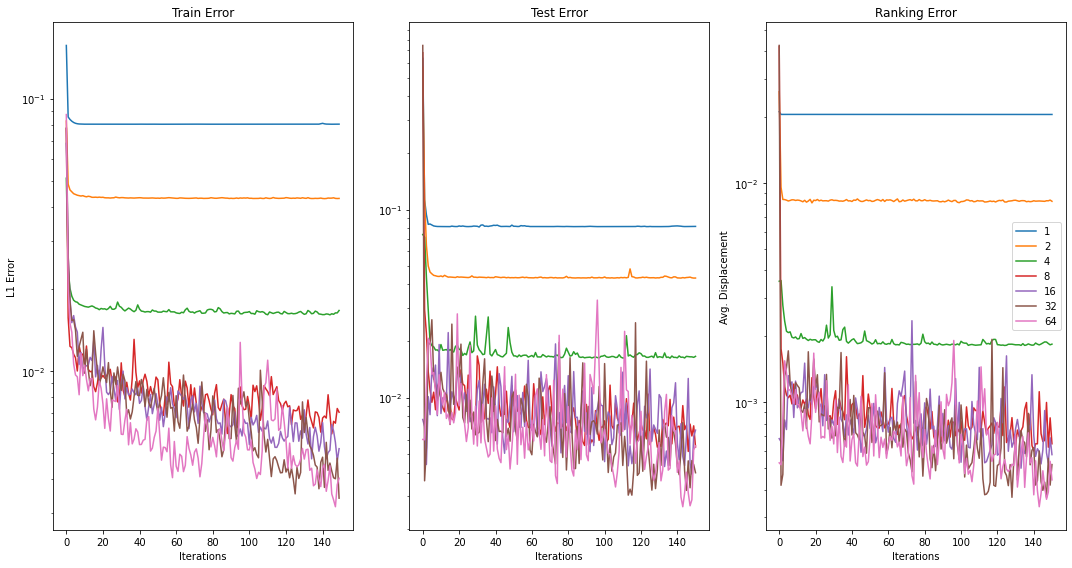 Train Error
10⁻¹
10⁻²
L1 Error
0 20 40 60 80 100 120 140
Iterations
Test Error
10⁻¹
10⁻²
0 20 40 60 80 100 120 140
Iterations
Ranking Error
10⁻²
10⁻³
Avg. Displacement
0 20 40 60 80 100 120 140
Iterations
1
2
4
8
16
32
64